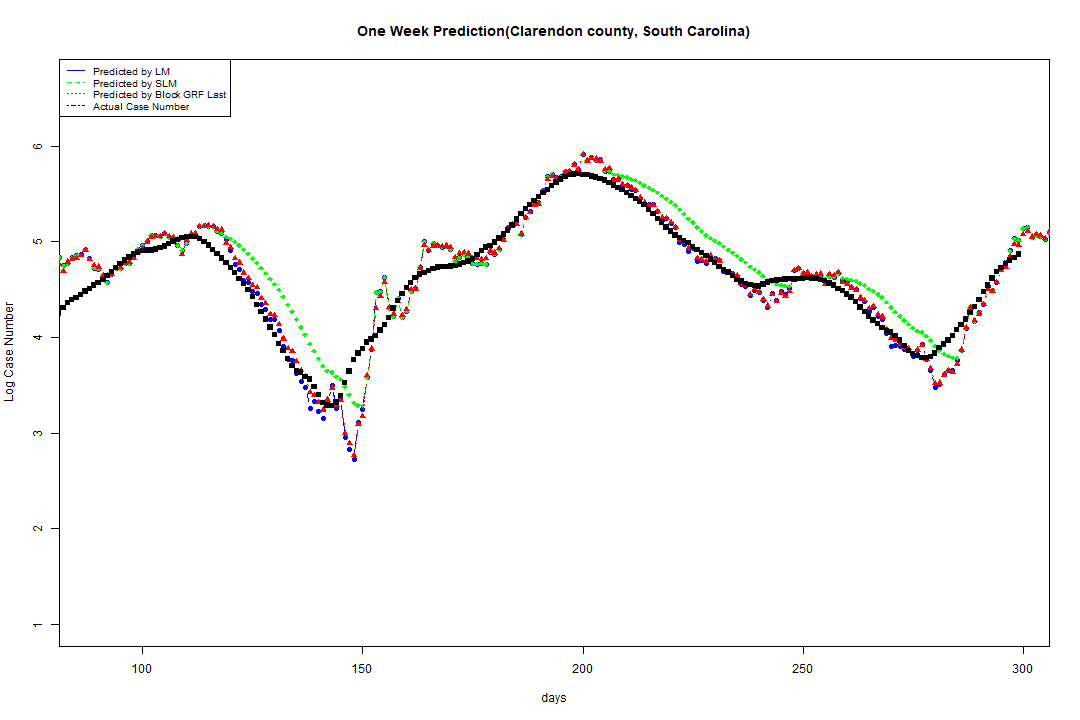 One Week Prediction(Clarendon county, South Carolina)
Predicted by LM
Predicted by SLM
Predicted by Block GRF Last
Actual Case Number
6
5
4
3
2
1
Log Case Number
100 150 200 250 300
days